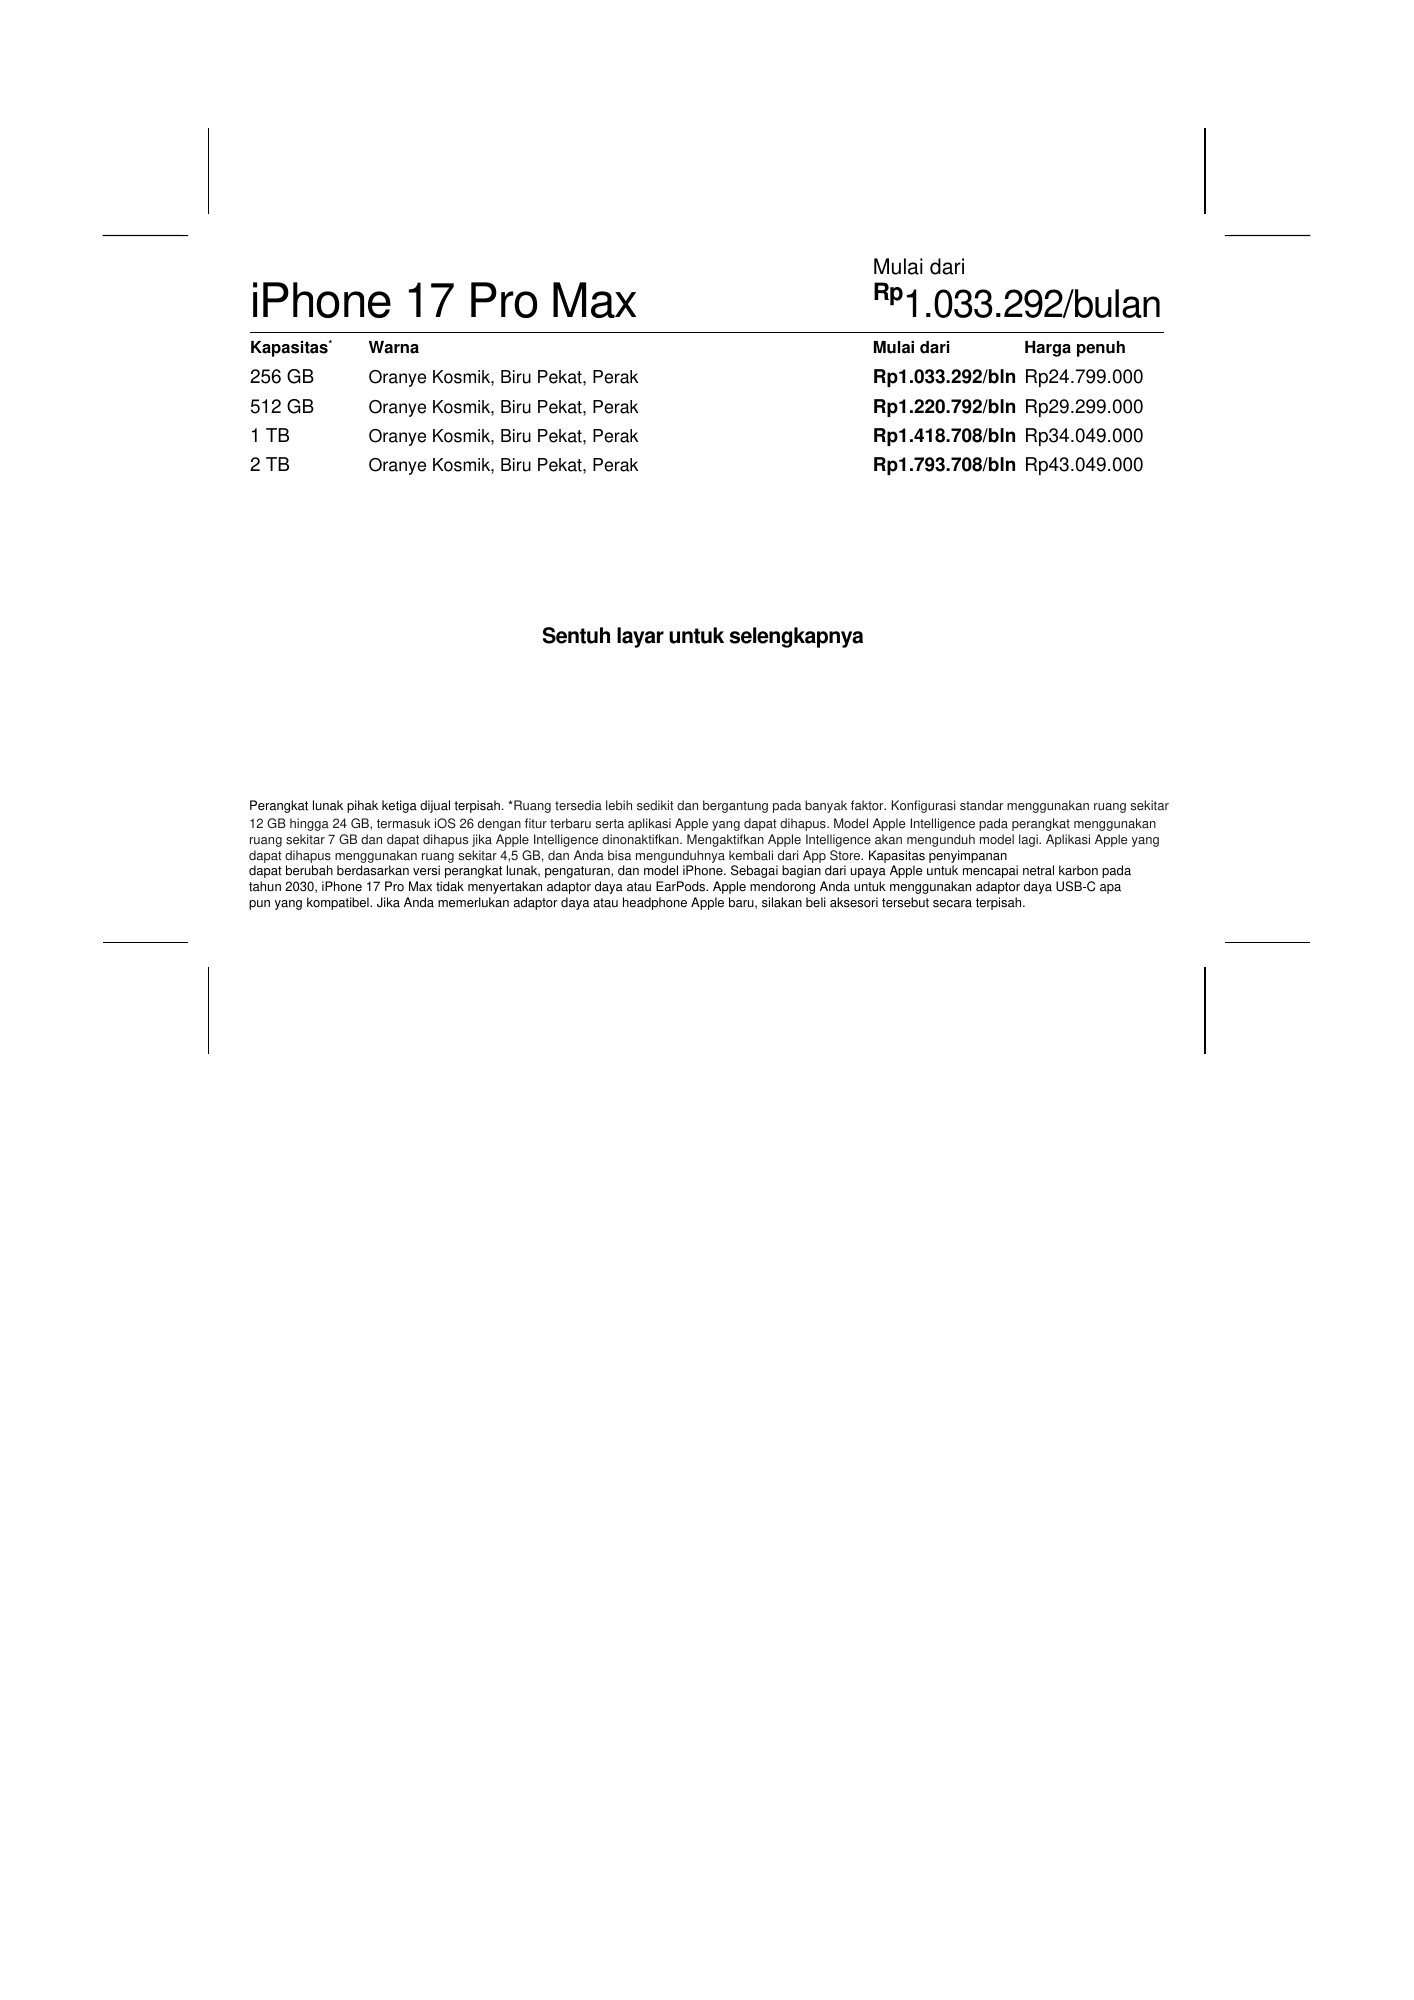 Mulai dari
iPhone 17 Pro Max Rp1.033.292/bulan
Kapasitas* Warna Mulai dari Harga penuh
256 GB Oranye Kosmik, Biru Pekat, Perak Rp1.033.292/bln Rp24.799.000
512 GB Oranye Kosmik, Biru Pekat, Perak Rp1.220.792/bln Rp29.299.000
1 TB Oranye Kosmik, Biru Pekat, Perak Rp1.418.708/bln Rp34.049.000
2 TB Oranye Kosmik, Biru Pekat, Perak Rp1.793.708/bln Rp43.049.000
Sentuh layar untuk selengkapnya
Perangkat lunak pihak ketiga dijual terpisah. *Ruang tersedia lebih sedikit dan bergantung pada banyak faktor. Konfigurasi standar menggunakan ruang sekitar
12 GB hingga 24 GB, termasuk iOS 26 dengan fitur terbaru serta aplikasi Apple yang dapat dihapus. Model Apple Intelligence pada perangkat menggunakan
ruang sekitar 7 GB dan dapat dihapus jika Apple Intelligence dinonaktifkan. Mengaktifkan Apple Intelligence akan mengunduh model lagi. Aplikasi Apple yang
dapat dihapus menggunakan ruang sekitar 4,5 GB, dan Anda bisa mengunduhnya kembali dari App Store. Kapasitas penyimpanan
dapat berubah berdasarkan versi perangkat lunak, pengaturan, dan model iPhone. Sebagai bagian dari upaya Apple untuk mencapai netral karbon pada
tahun 2030, iPhone 17 Pro Max tidak menyertakan adaptor daya atau EarPods. Apple mendorong Anda untuk menggunakan adaptor daya USB-C apa
pun yang kompatibel. Jika Anda memerlukan adaptor daya atau headphone Apple baru, silakan beli aksesori tersebut secara terpisah.